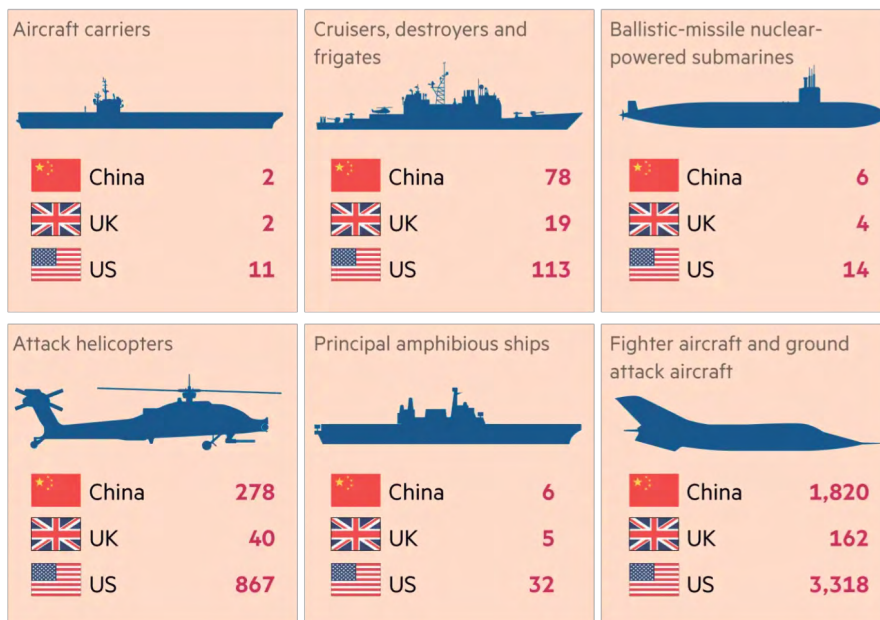 Aircraft carriers
China 2
UK 2
US 11
Cruisers, destroyers and
frigates
China 78
UK 19
US 113
Ballistic-missile nuclear-
powered submarines
China 6
UK 4
US 14
Attack helicopters
China 278
UK 40
US 867
Principal amphibious ships
China 6
UK 5
US 32
Fighter aircraft and ground
attack aircraft
China 1,820
UK 162
US 3,318